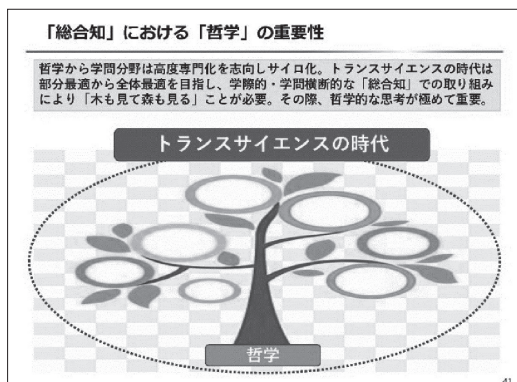 「総合知」における「哲学」の重要性
哲学から学問分野は高度専門化を志向しサイロ化。トランスサイエンスの時代は
部分最適から全体最適を目指し、学際的・学問横断的な「総合知」での取り組み
により「木も見て森も見る」ことが必要。その際、哲学的な思考が極めて重要。
トランスサイエンスの時代
哲学
41